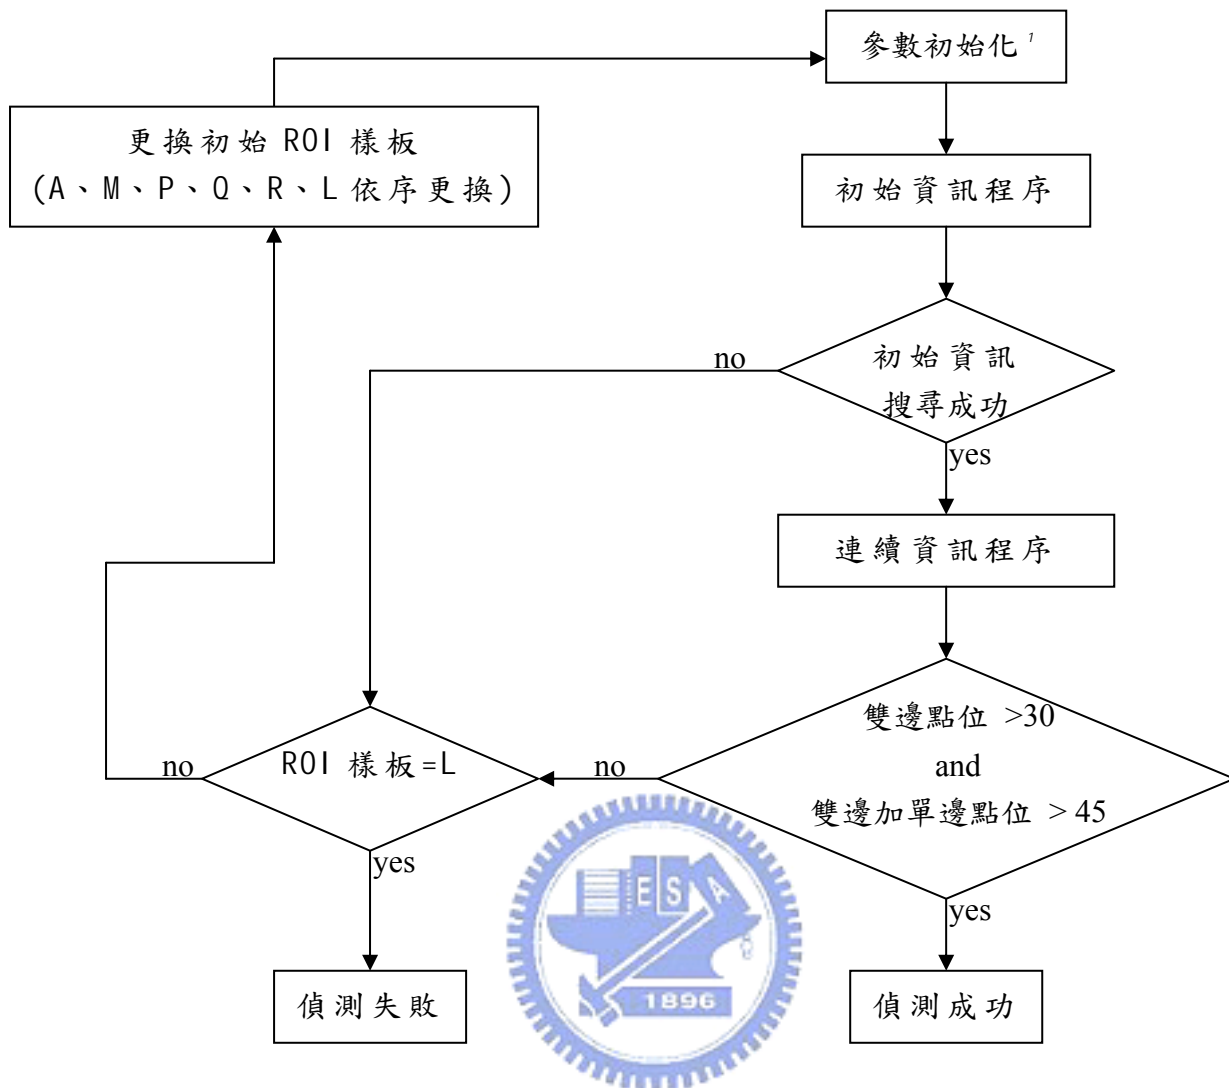 參數初始化 1
更換初始 ROI 樣板
(A、M、P、Q、R、L 依序更換)
初始資訊程序
no
初始資訊
搜尋成功
yes
連續資訊程序
雙邊點位 >30
and
雙邊加單邊點位 > 45
no
ROI 樣板=L
no
yes
yes
偵測失敗
偵測成功
E S A
1896